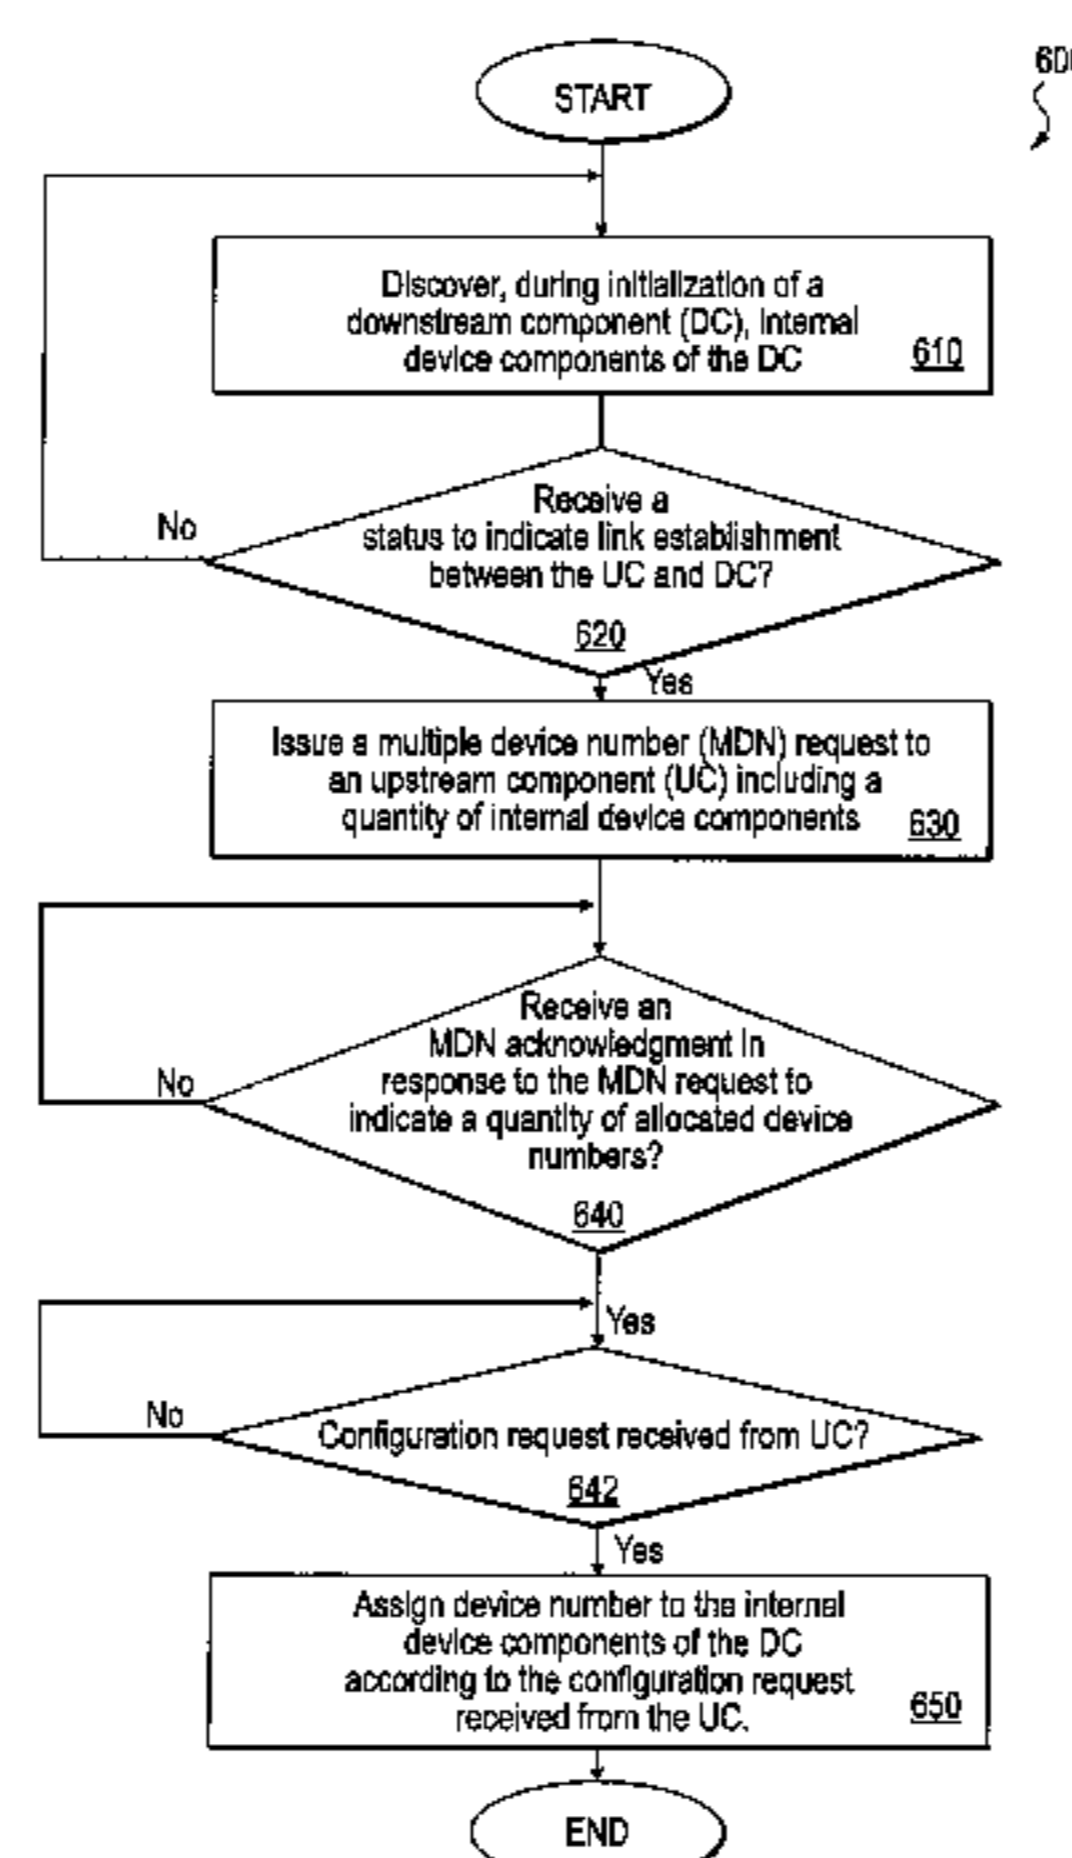 START
Discover, during initialization of a
downstream component (DC), internal
device components of the DC
610
Receive a
status to indicate link establishment
between the UC and DC?
620
No
Yes
Issue a multiple device number (MDN) request to
an upstream component (UC) including a
quantity of internal device components
630
Receive an
MDN acknowledgment in
response to the MDN request to
indicate a quantity of allocated device
numbers?
640
No
Yes
Configuration request received from UC?
642
No
Yes
Assign device number to the internal
device components of the DC
according to the configuration request
received from the UC.
650
END